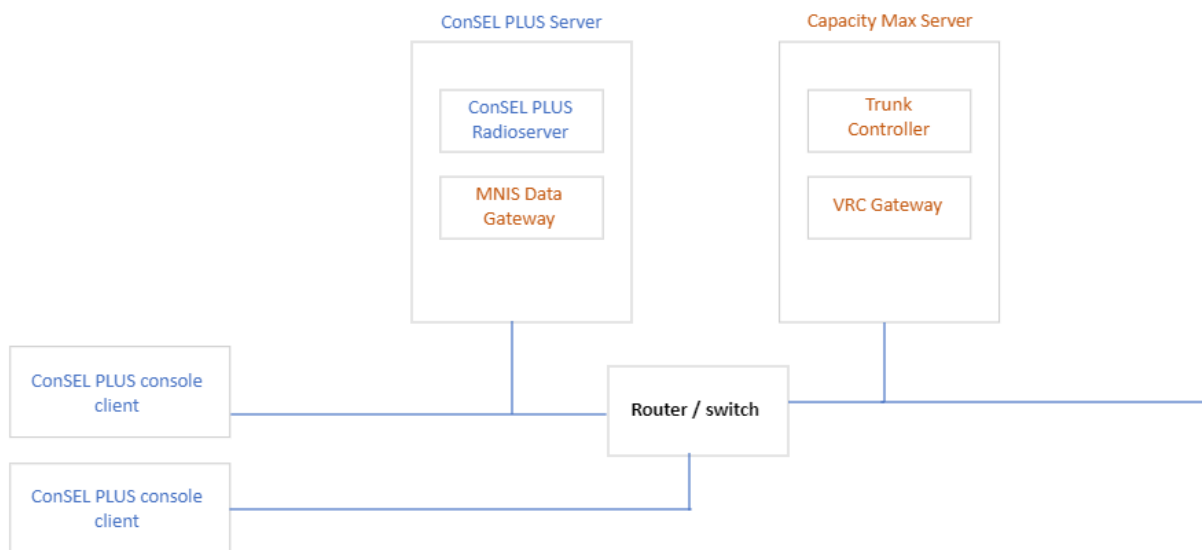 ConSEL PLUS Server
Capacity Max Server
ConSEL PLUS
Radioserver
Trunk
Controller
MNIS Data
Gateway
VRC Gateway
ConSEL PLUS console
client
Router / switch
ConSEL PLUS console
client